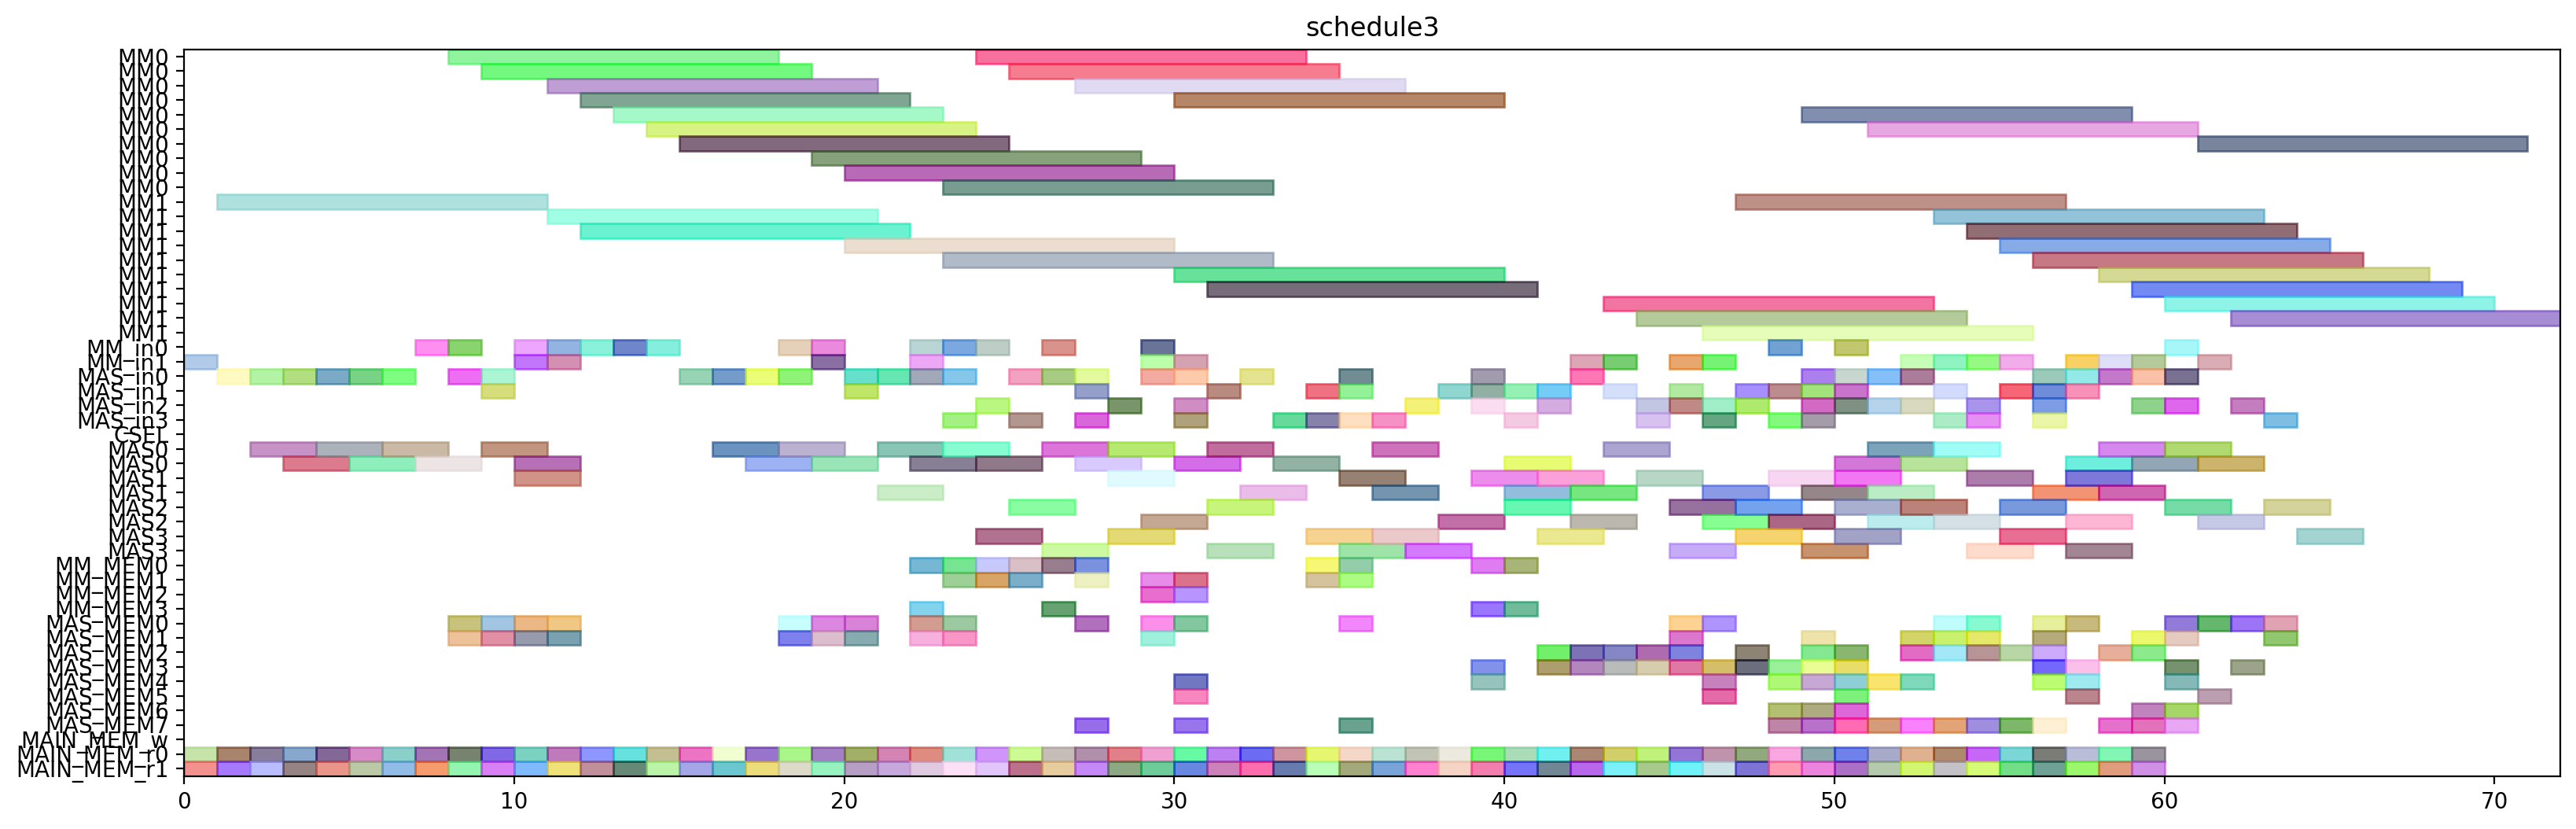 schedule3
MM0
MM0
MM0
MM0
MM0
MM0
MM0
MM0
MM0
MM0
MM1
MM1
MM1
MM1
MM1
MM1
MM1
MM1
MM1
MM1
MM_in0
MM_in1
MAS_in0
MAS_in1
MAS_in2
MAS_in3
CSEL
MAS0
MAS0
MAS1
MAS1
MAS2
MAS2
MAS3
MAS3
MM_MEM0
MM_MEM1
MM_MEM2
MM_MEM3
MAS_MEM0
MAS_MEM1
MAS_MEM2
MAS_MEM3
MAS_MEM4
MAS_MEM5
MAS_MEM6
MAS_MEM7
MAIN_MEM_w
MAIN_MEM_r0
MAIN_MEM_r1
0 10 20 30 40 50 60 70